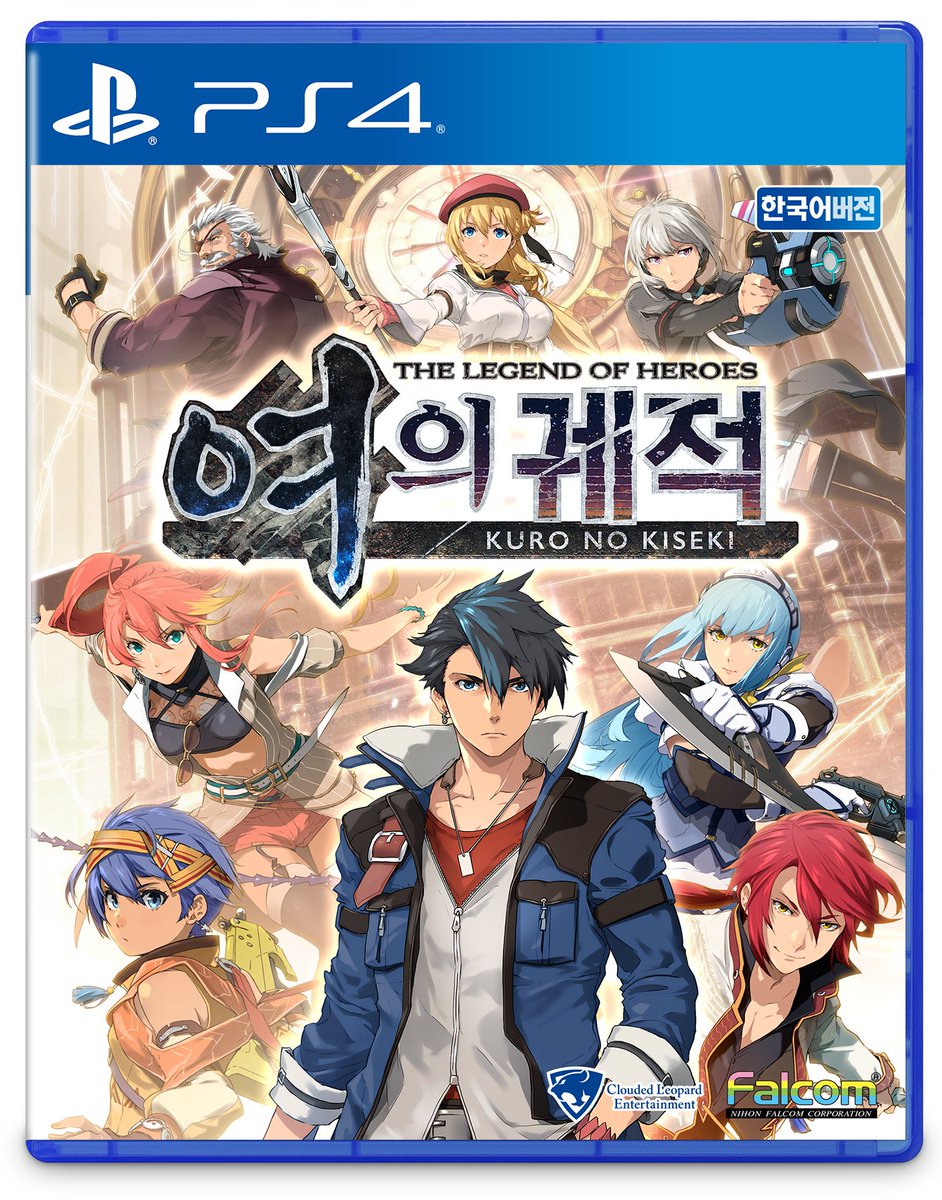 PS4
한국어버전
THE LEGEND OF HEROES
여의 궤적
KURO NO KISEKI
Clouded Leopard
Entertainment
Falcom
NIHON FALCOM CORPORATION